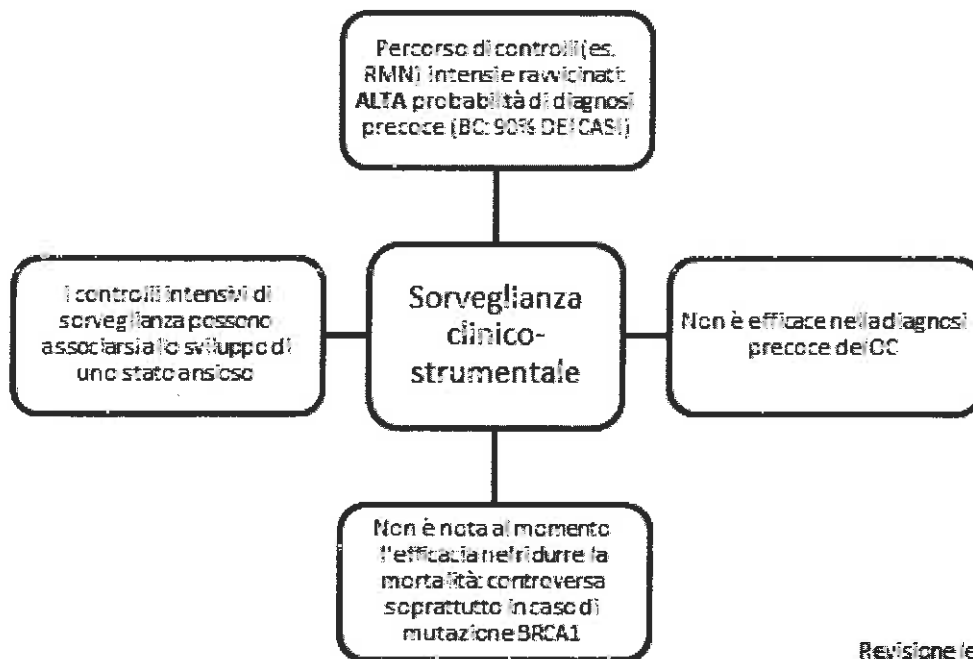 Percorso di controlli (es.
RMN) intensi e ravvicinati:
ALTA probabilità di diagnosi
precoce (BC: 90% DEI CASI)
i controlli intensivi di
sorveglianza possono
associarsi allo sviluppo di
uno stato ansioso
Sorveglianza
clinico-
strumentale
Non è efficace nella diagnosi
precoce del OC
Non è nota al momento
l'efficacia nel ridurre la
mortalità: controversa
soprattutto in caso di
mutazione BRCA1
Revisione le